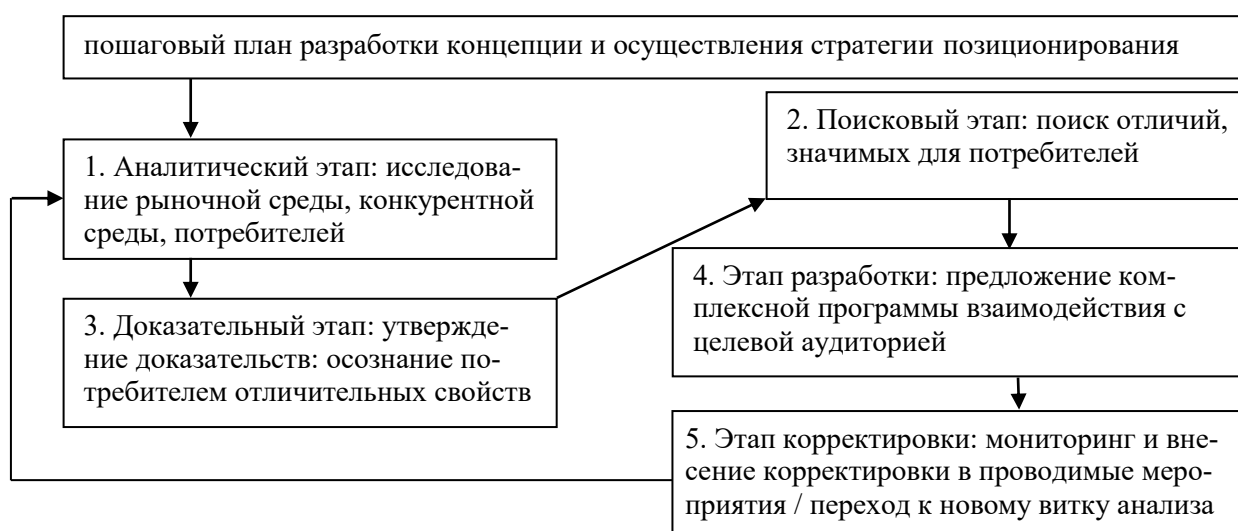 пошаговый план разработки концепции и осуществления стратегии позиционирования
1. Аналитический этап: исследова-
ние рыночной среды, конкурентной
среды, потребителей
2. Поисковый этап: поиск отличий,
значимых для потребителей
3. Доказательный этап: утвержде-
ние доказательств: осознание по-
требителем отличительных свойств
4. Этап разработки: предложение ком-
плексной программы взаимодействия с
целевой аудиторией
5. Этап корректировки: мониторинг и вне-
сение корректировки в проводимые меро-
приятия / переход к новому витку анализа